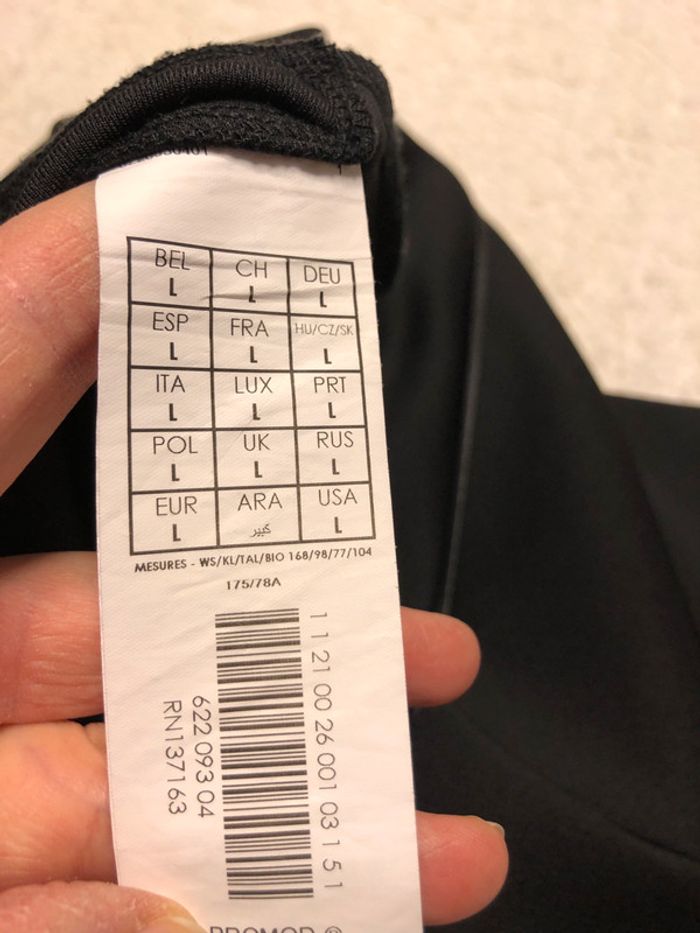 BEL CH DEU
L L L
ESP FRA HU/CZ/SK
L L L
ITA LUX PRT
L L L
POL UK RUS
L L L
EUR ARA USA
L كبير L
MESURES - WS/KL/TAL/BIO 168/98/77/104
175/78A
1 1 21 00 26 001 03 1 5 1
622 093 04
RN137163
PROMOD ®